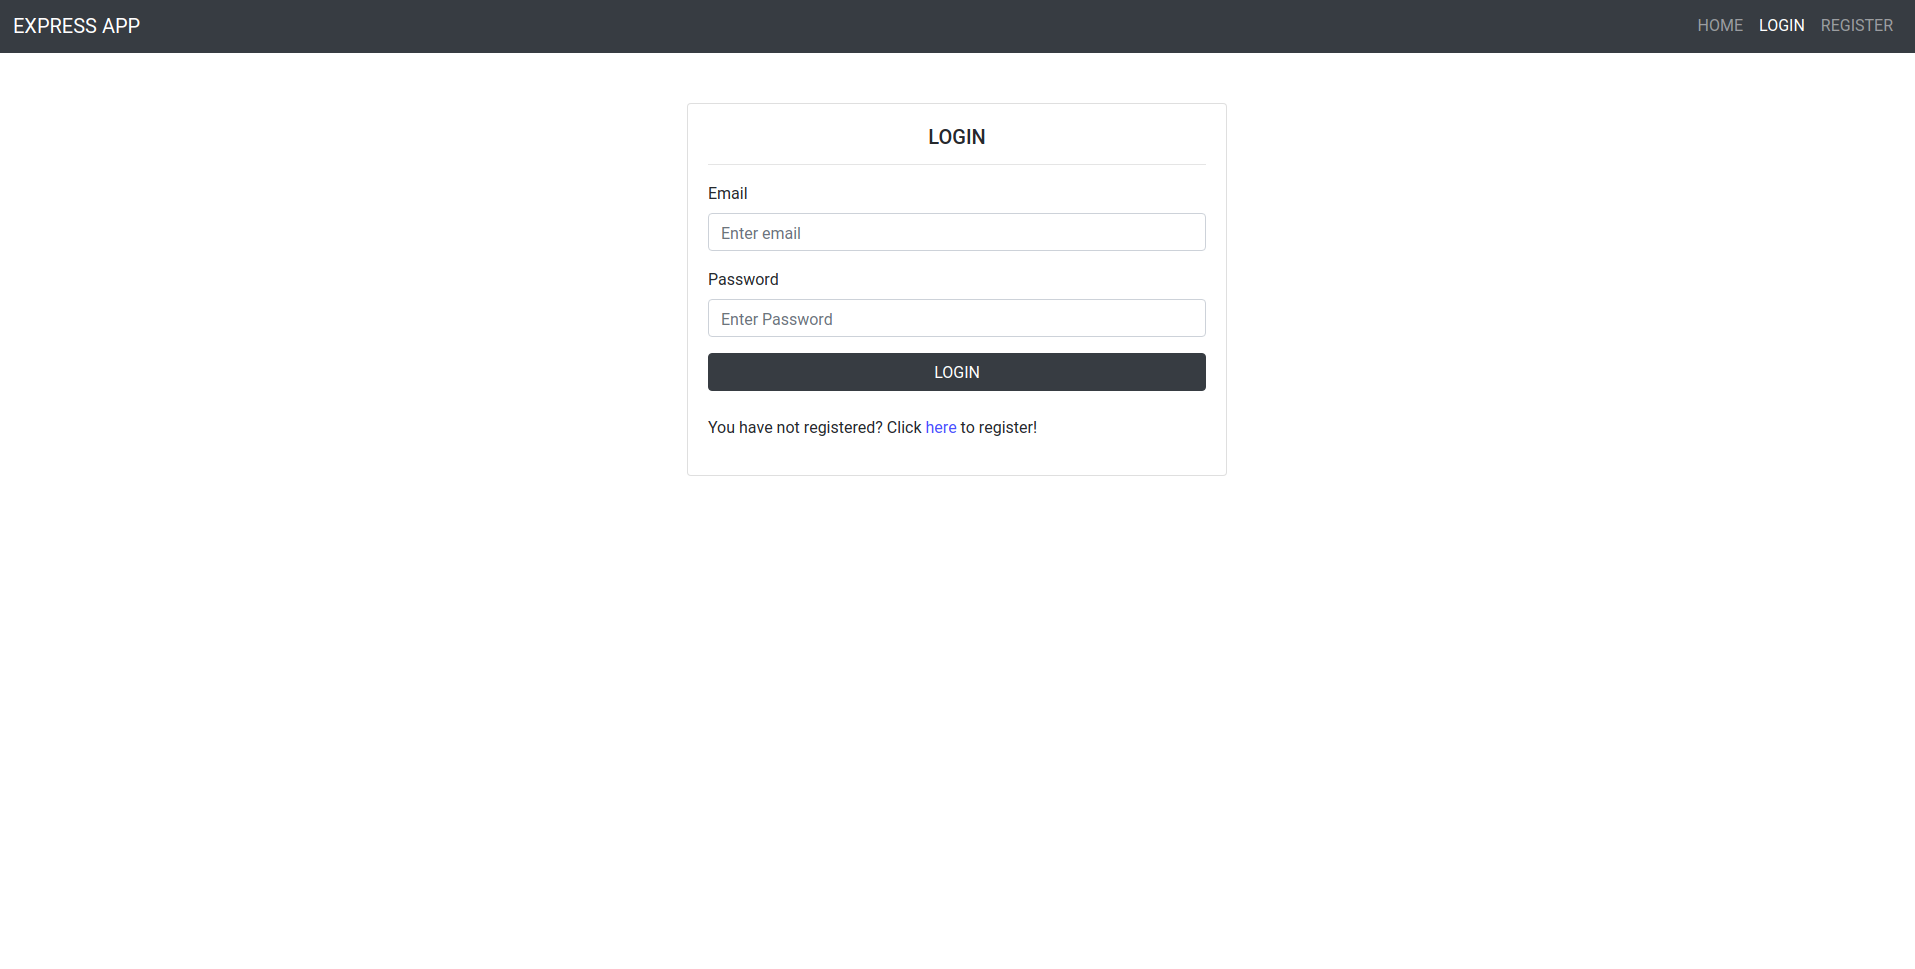 EXPRESS APP
HOME LOGIN REGISTER
LOGIN
Email
Enter email
Password
Enter Password
LOGIN
You have not registered? Click here to register!